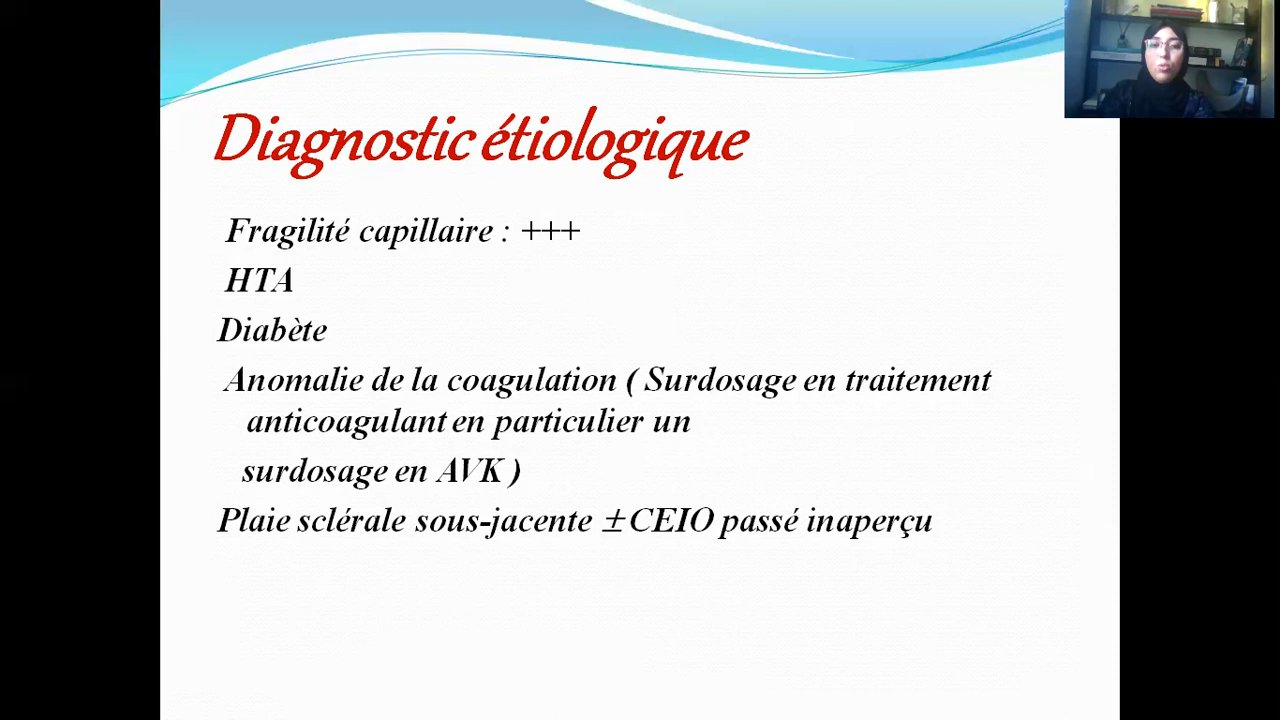 Diagnostic étiologique
Fragilité capillaire : +++
HTA
Diabète
Anomalie de la coagulation ( Surdosage en traitement
anticoagulant en particulier un
surdosage en AVK )
Plaie sclérale sous-jacente ± CEIO passé inaperçu